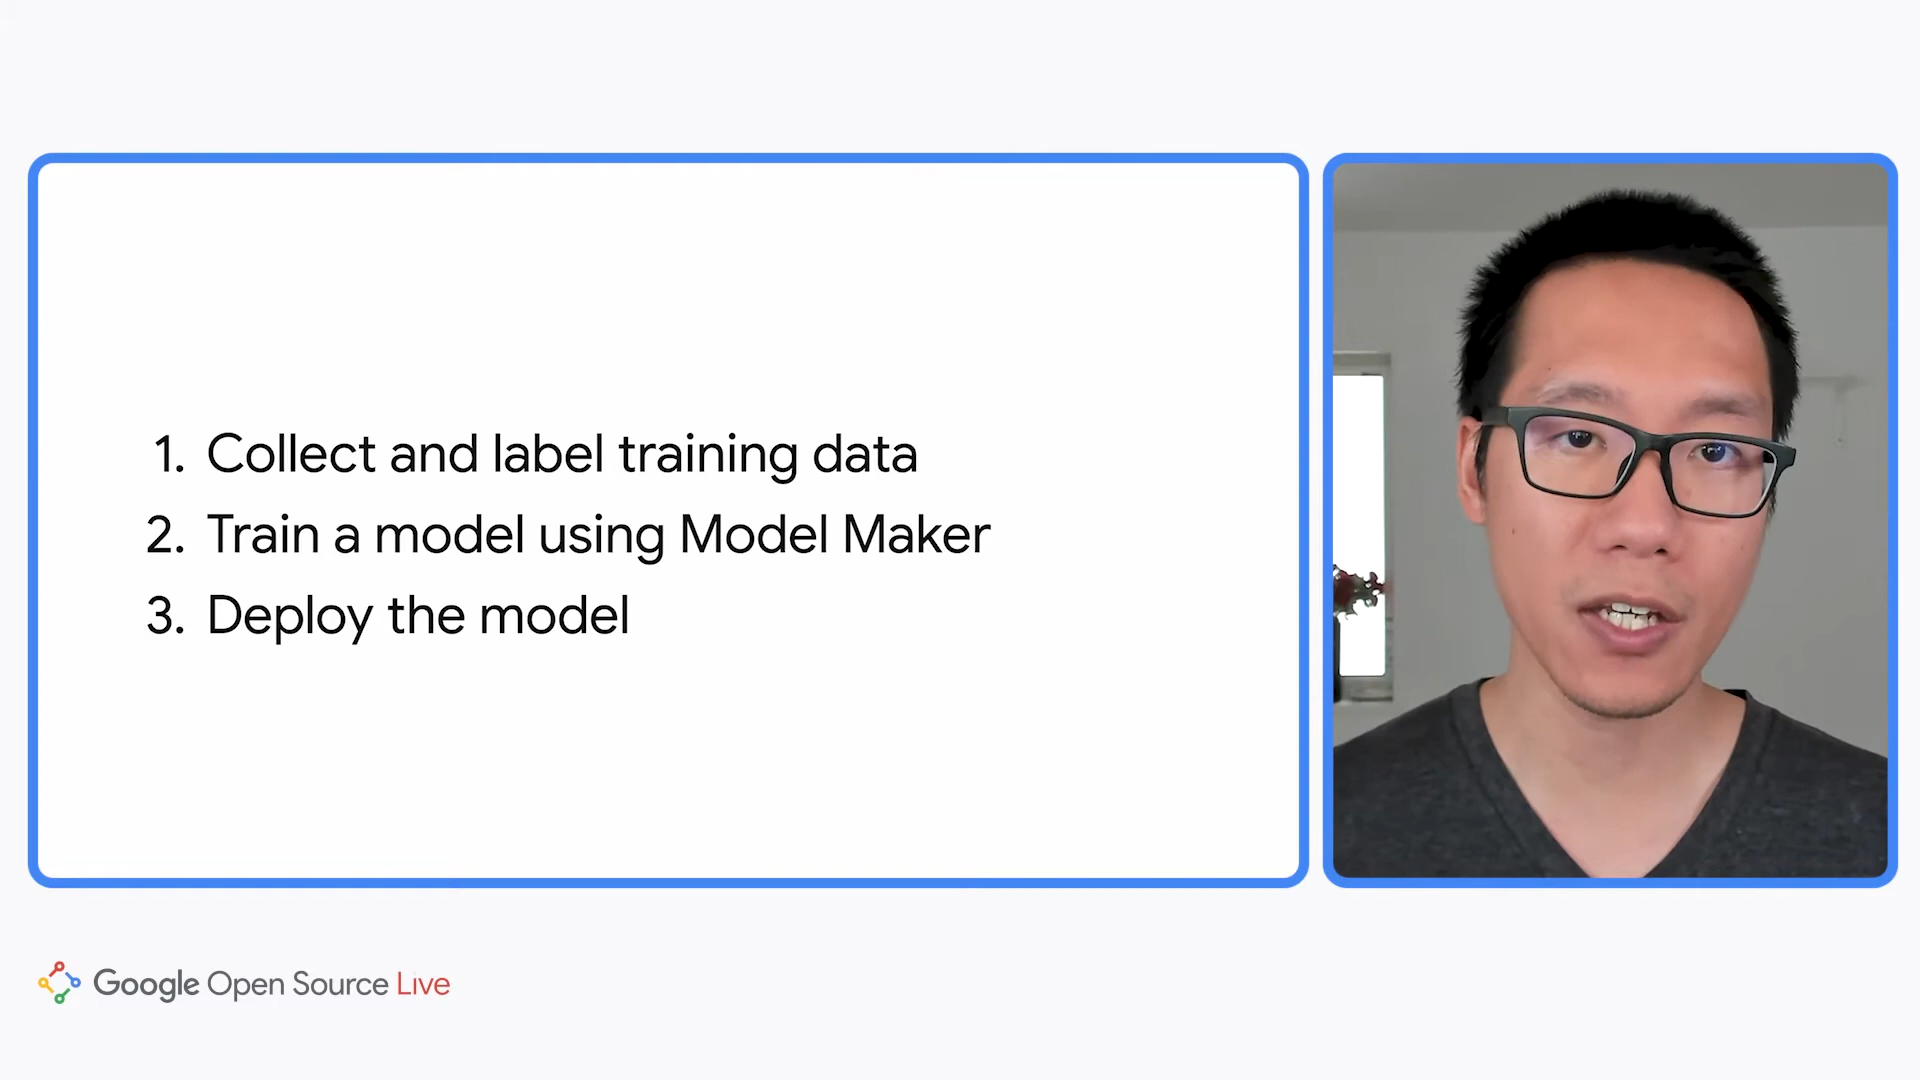 1. Collect and label training data
2. Train a model using Model Maker
3. Deploy the model
Google Open Source Live